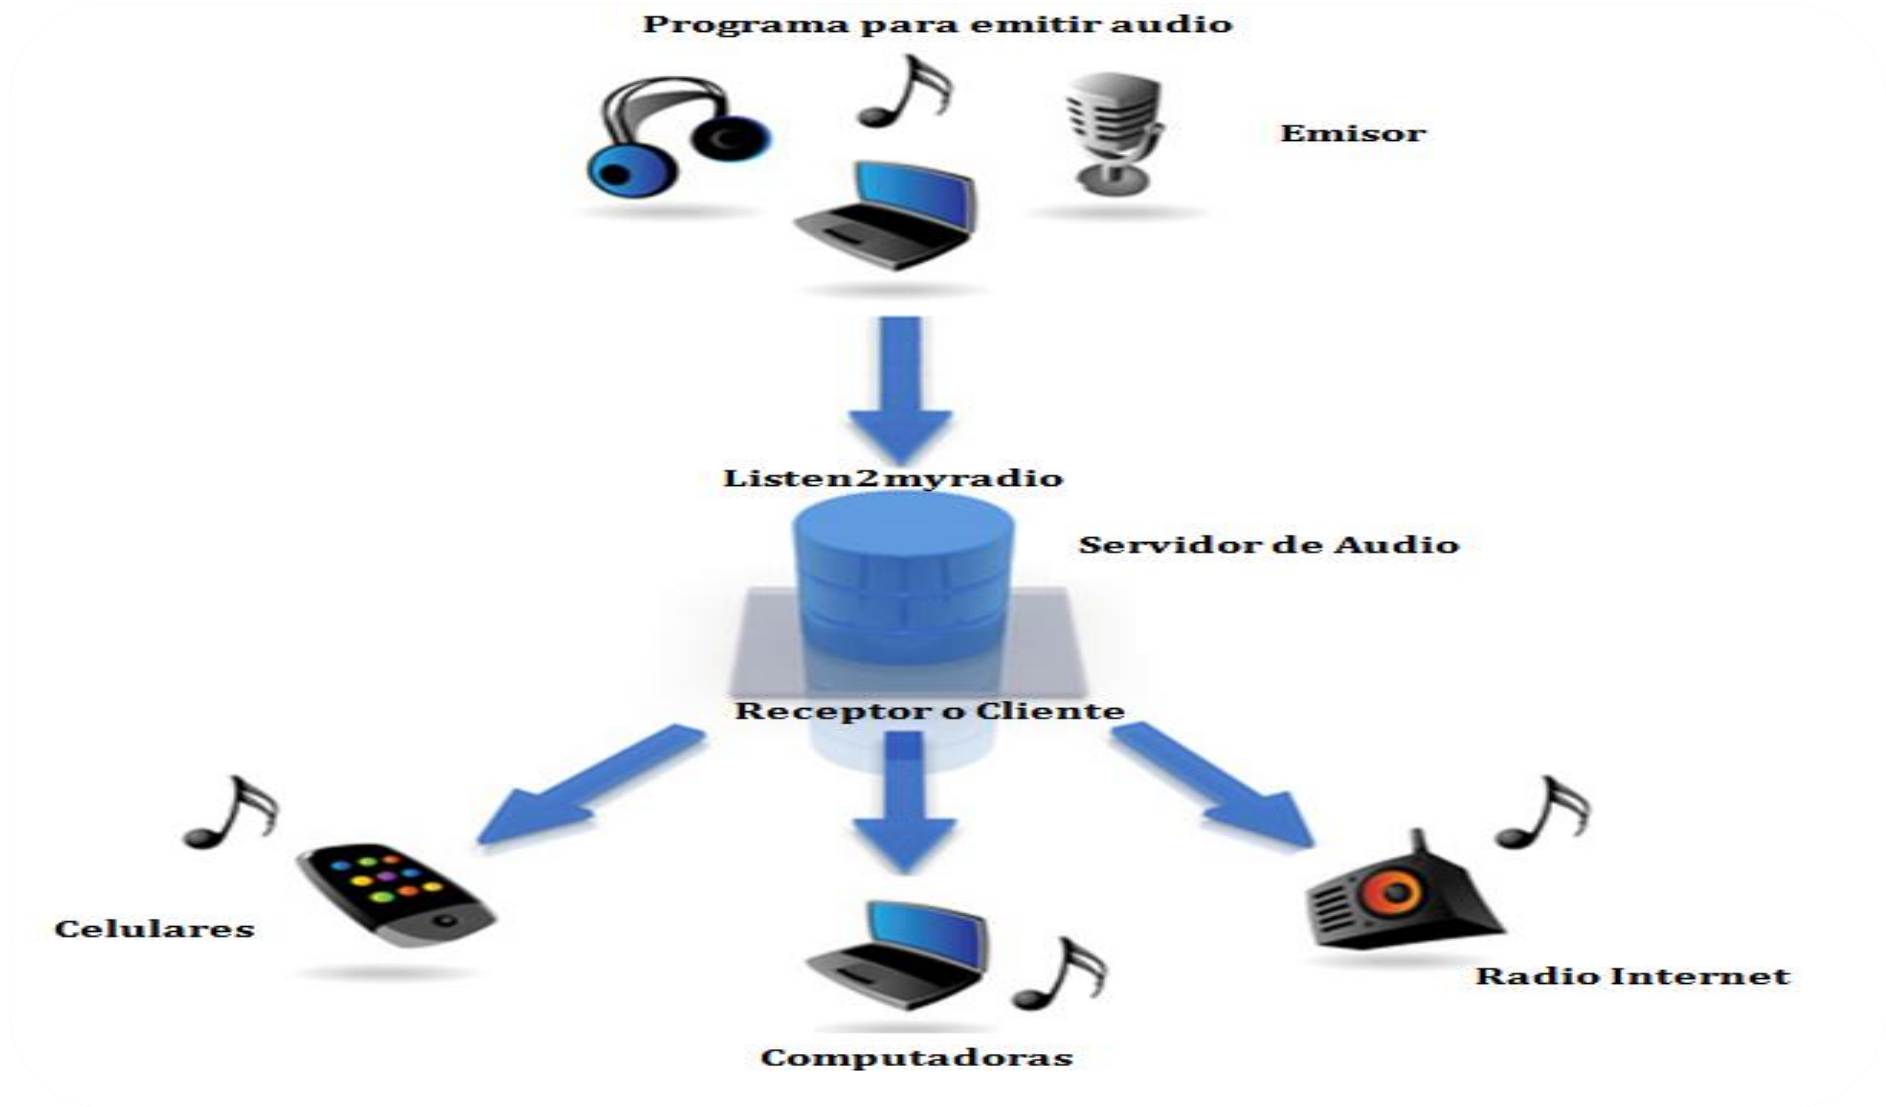 Programa para emitir audio
Emisor
Listen2myradio
Servidor de Audio
Receptor o Cliente
Celulares
Radio Internet
Computadoras